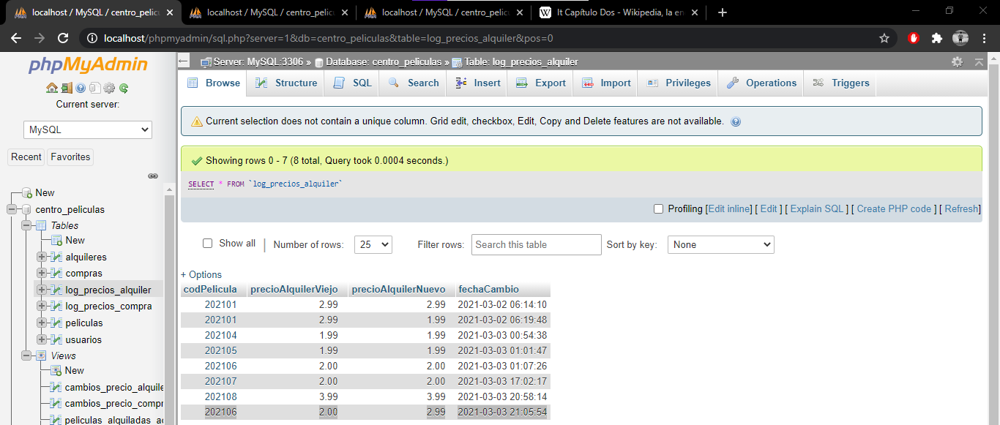 localhost / MySQL / centro_pelicu
localhost / MySQL / centro_pelicu
localhost / MySQL / centro_pelicu
W It Capítulo Dos - Wikipedia, la en
localhost/phpmyadmin/sql.php?server=1&db=centro_peliculas&table=log_precios_alquiler&pos=0
phpMyAdmin
Current server:
MySQL
Recent Favorites
New
centro_peliculas
Tables
New
alquileres
compras
log_precios_alquiler
log_precios_compra
peliculas
usuarios
Views
New
cambios_precio_alquile
cambios_precio_compr
peliculas_alquiladas_ac
Server: MySQL:3306 » Database: centro_peliculas » Table: log_precios_alquiler
Browse Structure SQL Search Insert Export Import Privileges Operations Triggers
Current selection does not contain a unique column. Grid edit, checkbox, Edit, Copy and Delete features are not available.
Showing rows 0 - 7 (8 total, Query took 0.0004 seconds.)
SELECT * FROM `log_precios_alquiler`
Profiling [Edit inline] [ Edit ] [ Explain SQL ] [ Create PHP code ] [ Refresh]
Show all | Number of rows: 25 Filter rows: Search this table Sort by key: None
+ Options
codPelicula precioAlquilerViejo precioAlquilerNuevo fechaCambio
202101 2.99 2.99 2021-03-02 06:14:10
202101 2.99 1.99 2021-03-02 06:19:48
202104 1.99 1.99 2021-03-03 00:54:38
202105 1.99 1.99 2021-03-03 01:01:47
202106 2.00 2.00 2021-03-03 01:07:26
202107 2.00 2.00 2021-03-03 17:02:17
202108 3.99 3.99 2021-03-03 20:58:14
202106 2.00 2.99 2021-03-03 21:05:54